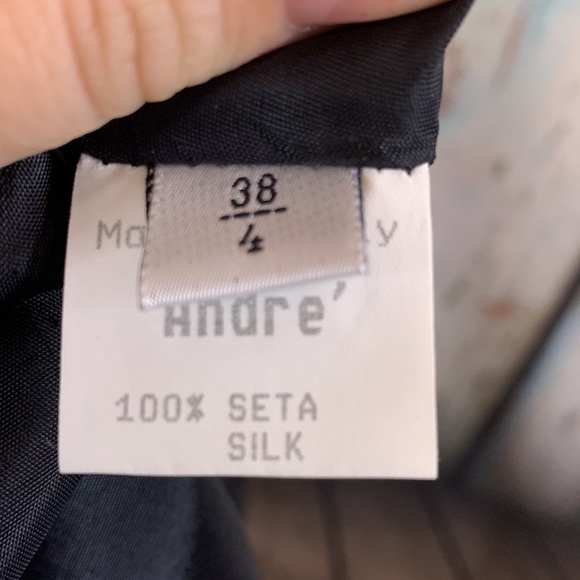 38
4
Andre'
100% SETA
SILK